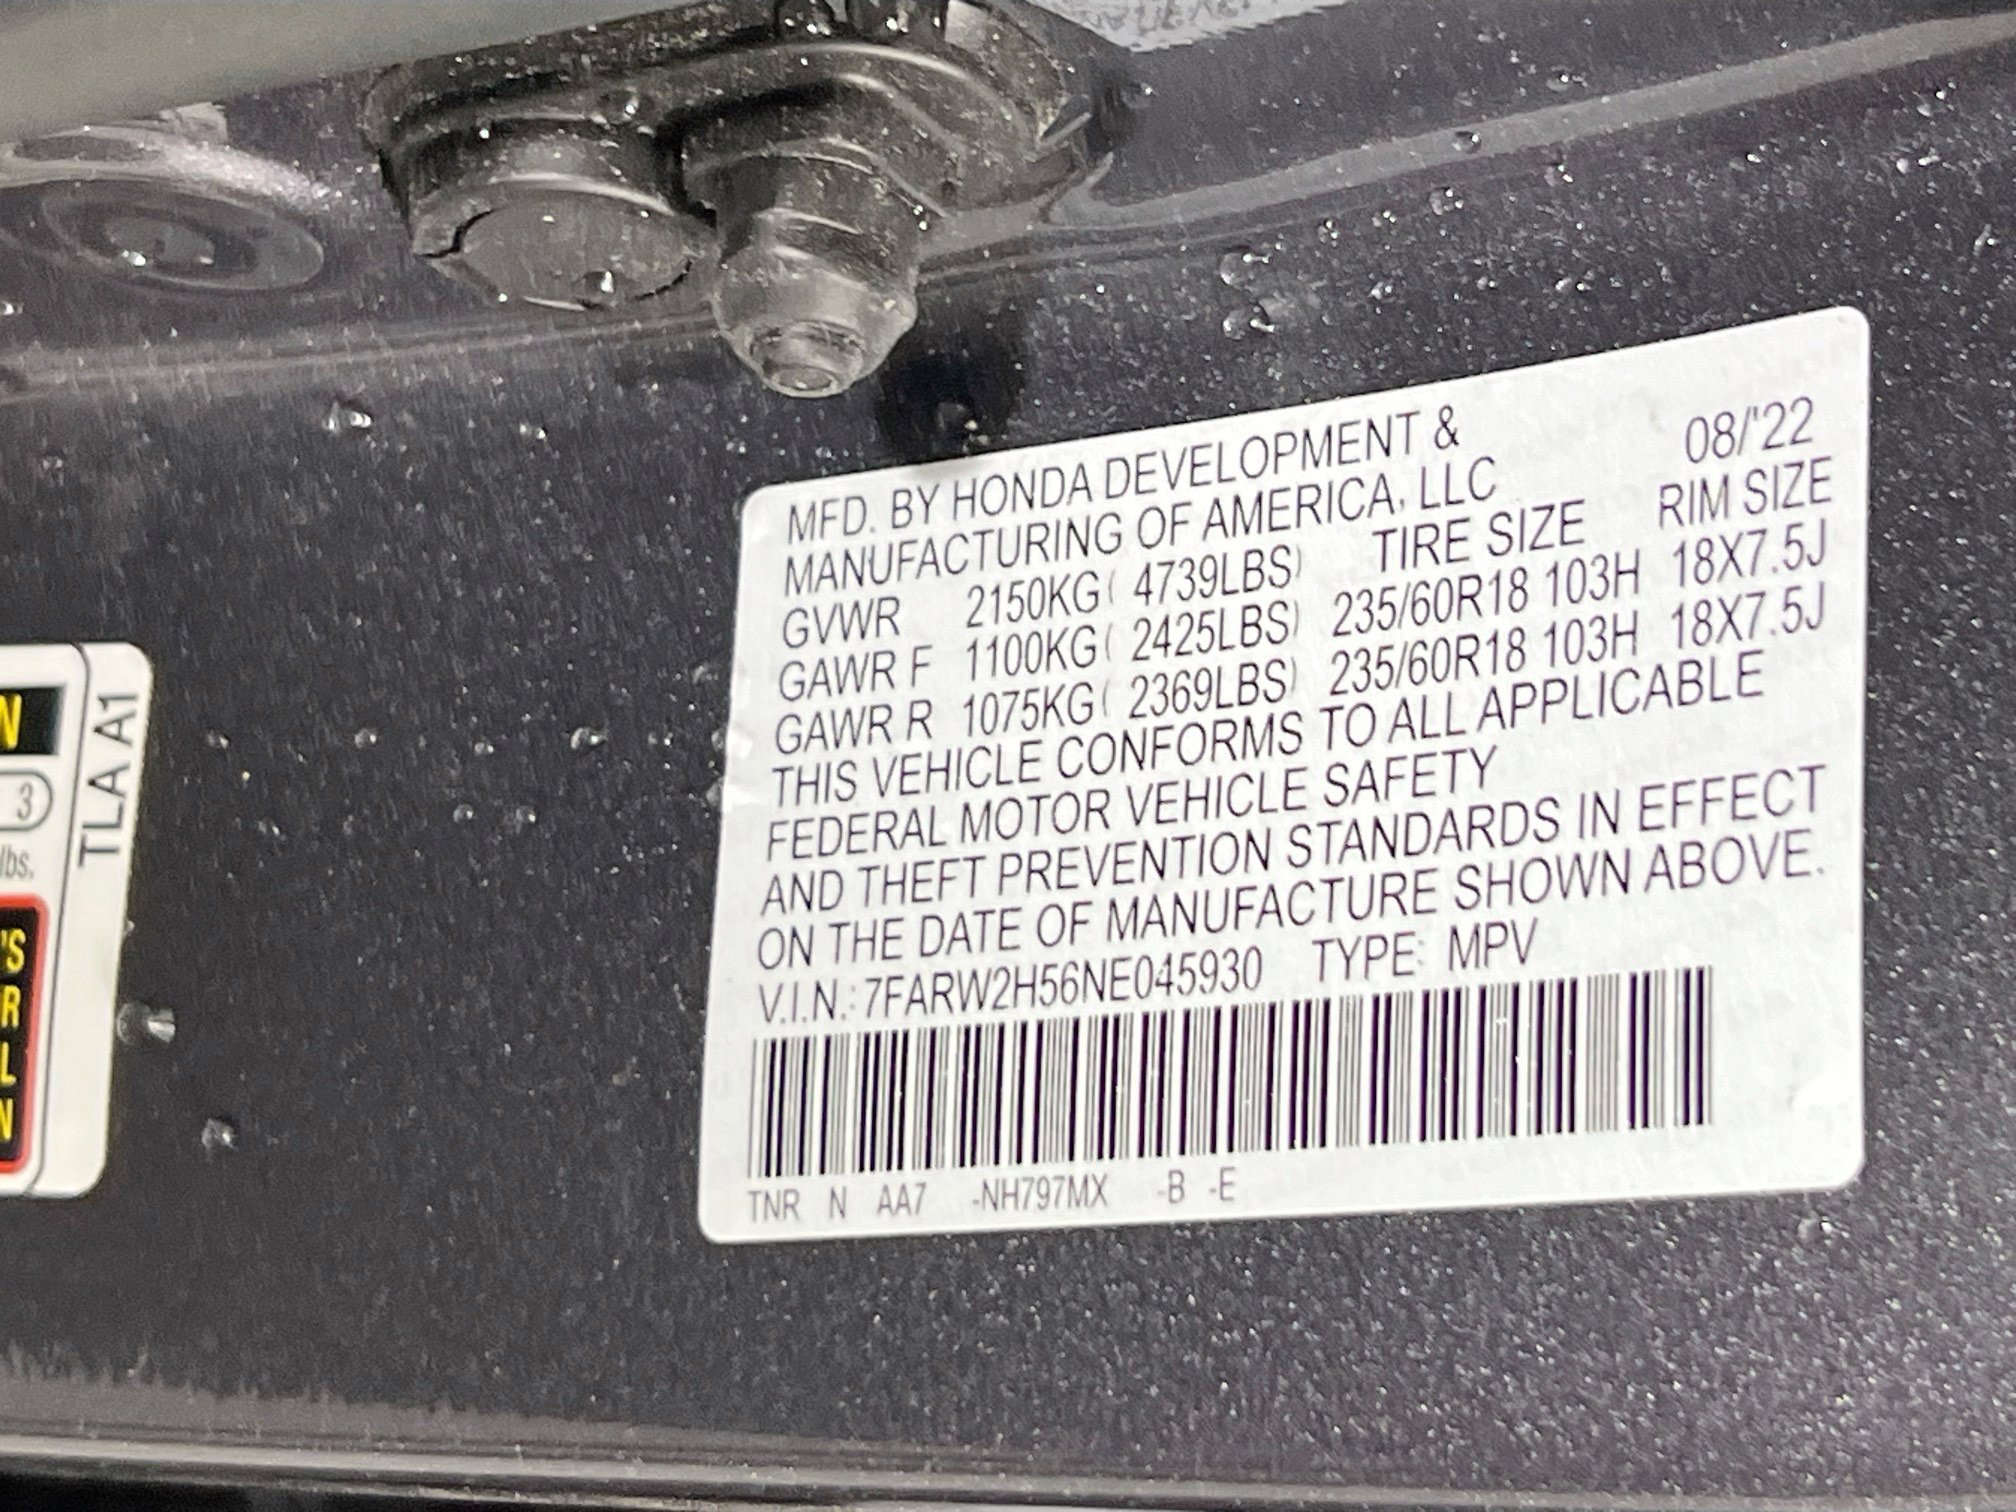 MFD. BY HONDA DEVELOPMENT & 08/'22
MANUFACTURING OF AMERICA, LLC
TIRE SIZE RIM SIZE
GVWR 2150KG( 4739LBS)
GAWR F 1100KG( 2425LBS) 235/60R18 103H 18X7.5J
GAWR R 1075KG( 2369LBS) 235/60R18 103H 18X7.5J
THIS VEHICLE CONFORMS TO ALL APPLICABLE
FEDERAL MOTOR VEHICLE SAFETY
AND THEFT PREVENTION STANDARDS IN EFFECT
ON THE DATE OF MANUFACTURE SHOWN ABOVE.
V.I.N.: 7FARW2H56NE045930 TYPE: MPV
TNR N AA7 -NH797MX -B -E
TLA A1
N
3
lbs.
'S
R
L
N